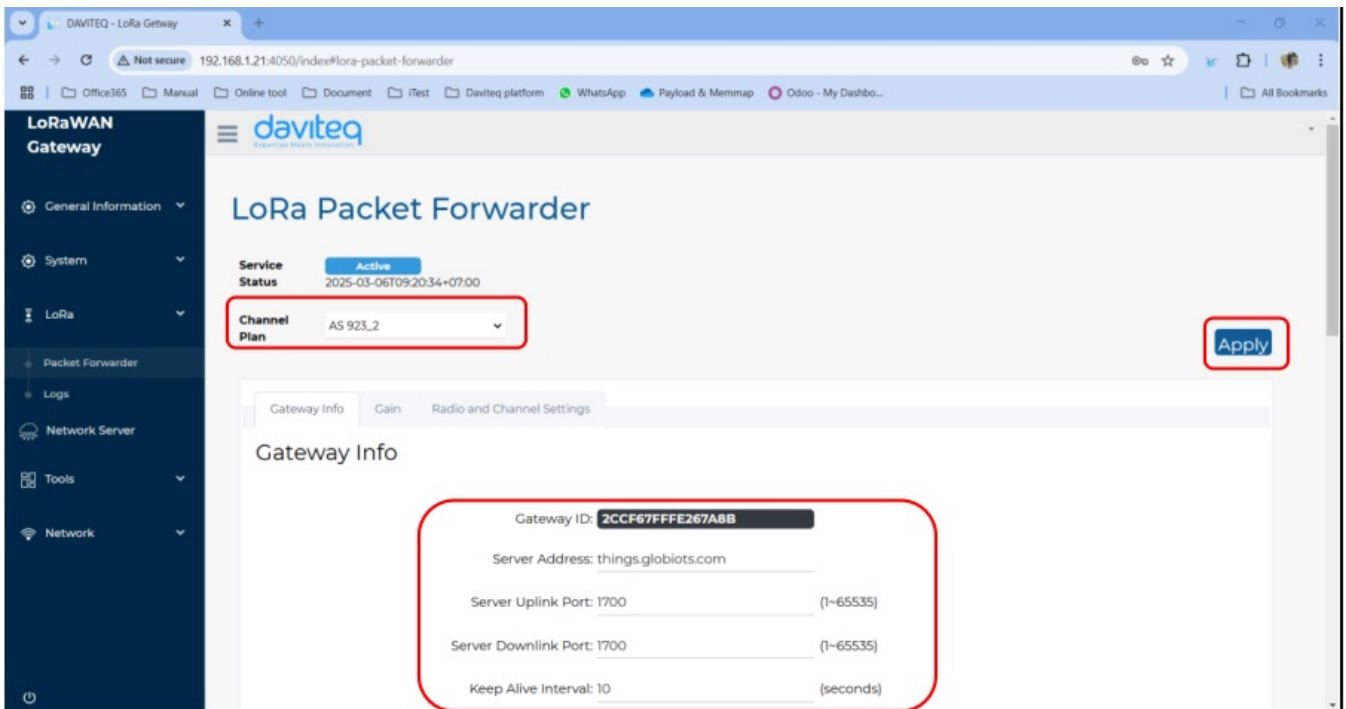 DAVITEQ - LoRa Getway
Not secure 192.168.1.21:4050/index#lora-packet-forwarder
Office365 Manual Online tool Document iTest Daviteq platform WhatsApp Payload & Memmap Odoo - My Dashbo... All Bookmarks
LoRaWAN
Gateway
daviteq
Expertise Meets Innovation.
General Information
System
LoRa
Packet Forwarder
Logs
Network Server
Tools
Network
LoRa Packet Forwarder
Service
Status
Active
2025-03-06T09:20:34+07:00
Channel
Plan
AS 923_2
Apply
Gateway Info Gain Radio and Channel Settings
Gateway Info
Gateway ID: 2CCF67FFFE267A8B
Server Address: things.globiots.com
Server Uplink Port: 1700 (1~65535)
Server Downlink Port: 1700 (1~65535)
Keep Alive Interval: 10 (seconds)